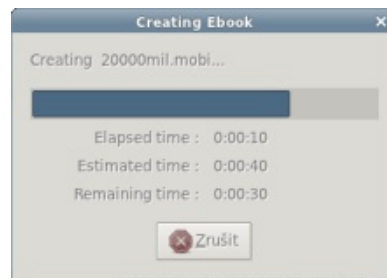 Creating Ebook
Creating 20000mil.mobi...
Elapsed time : 0:00:10
Estimated time : 0:00:40
Remaining time : 0:00:30
Zrušit